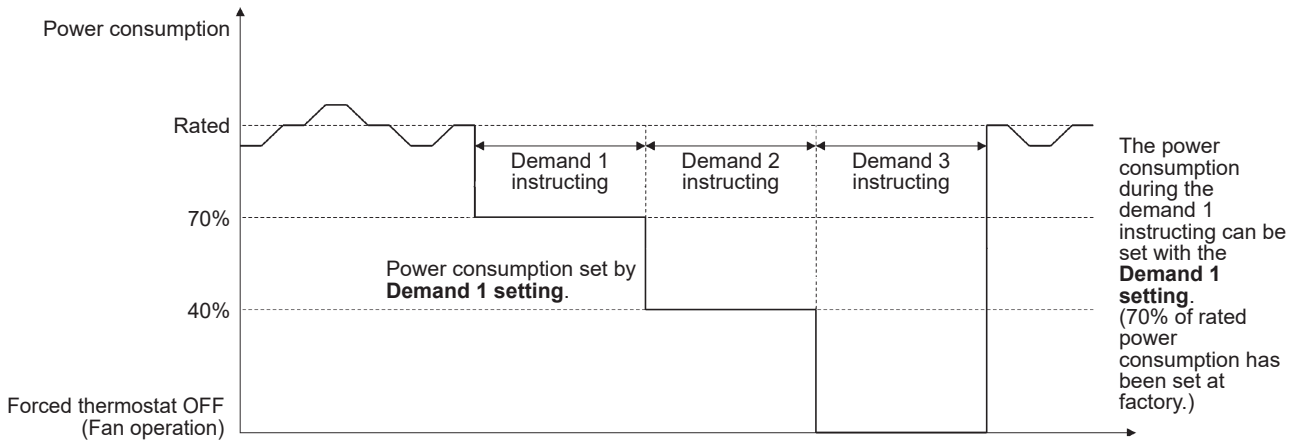 Power consumption
Rated
Demand 1
instructing
Demand 2
instructing
Demand 3
instructing
70%
Power consumption set by
Demand 1 setting.
40%
Forced thermostat OFF
(Fan operation)
The power
consumption
during the
demand 1
instructing can be
set with the
Demand 1
setting.
(70% of rated
power
consumption has
been set at
factory.)